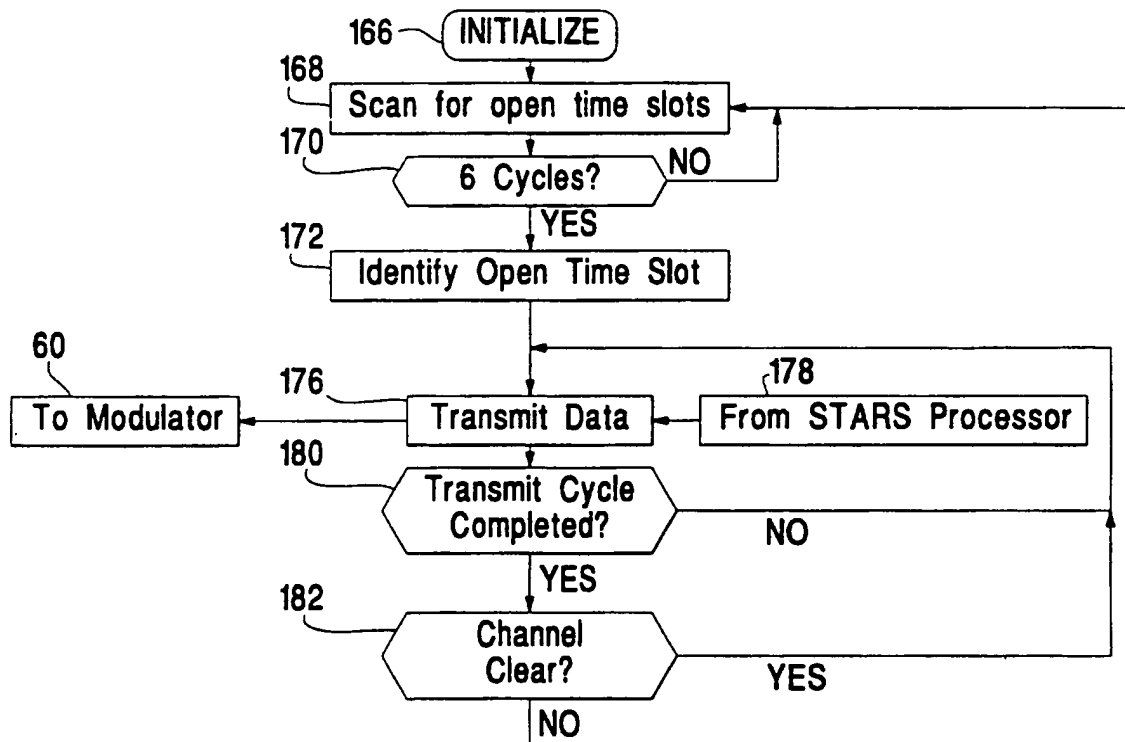 166
INITIALIZE
168
Scan for open time slots
170
6 Cycles?
NO
YES
172
Identify Open Time Slot
60
To Modulator
176
Transmit Data
178
From STARS Processor
180
Transmit Cycle
Completed?
NO
YES
182
Channel
Clear?
YES
NO